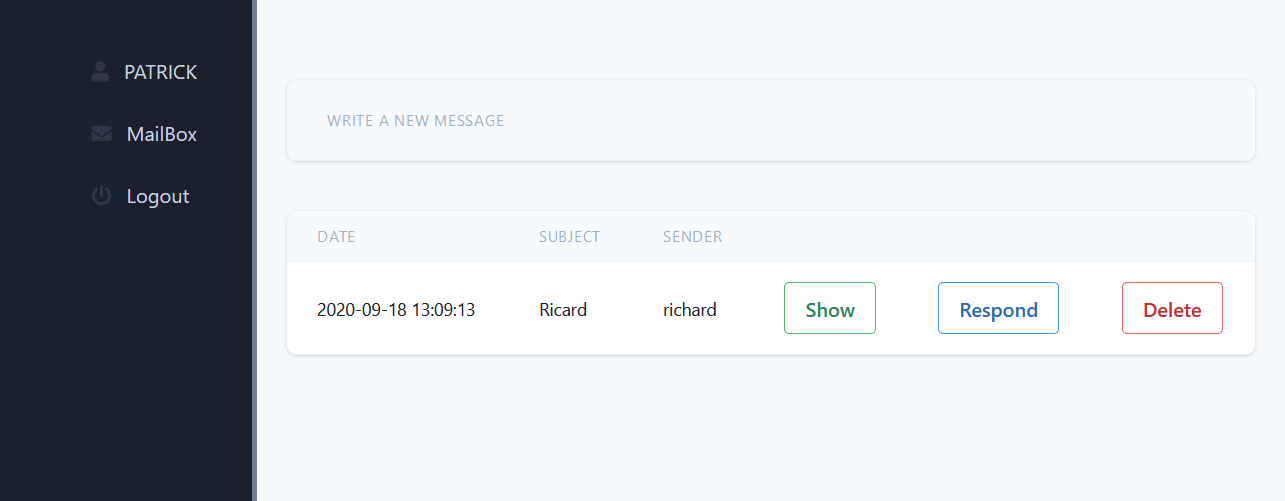 PATRICK
MailBox
Logout
WRITE A NEW MESSAGE
DATE SUBJECT SENDER
2020-09-18 13:09:13 Ricard richard Show Respond Delete